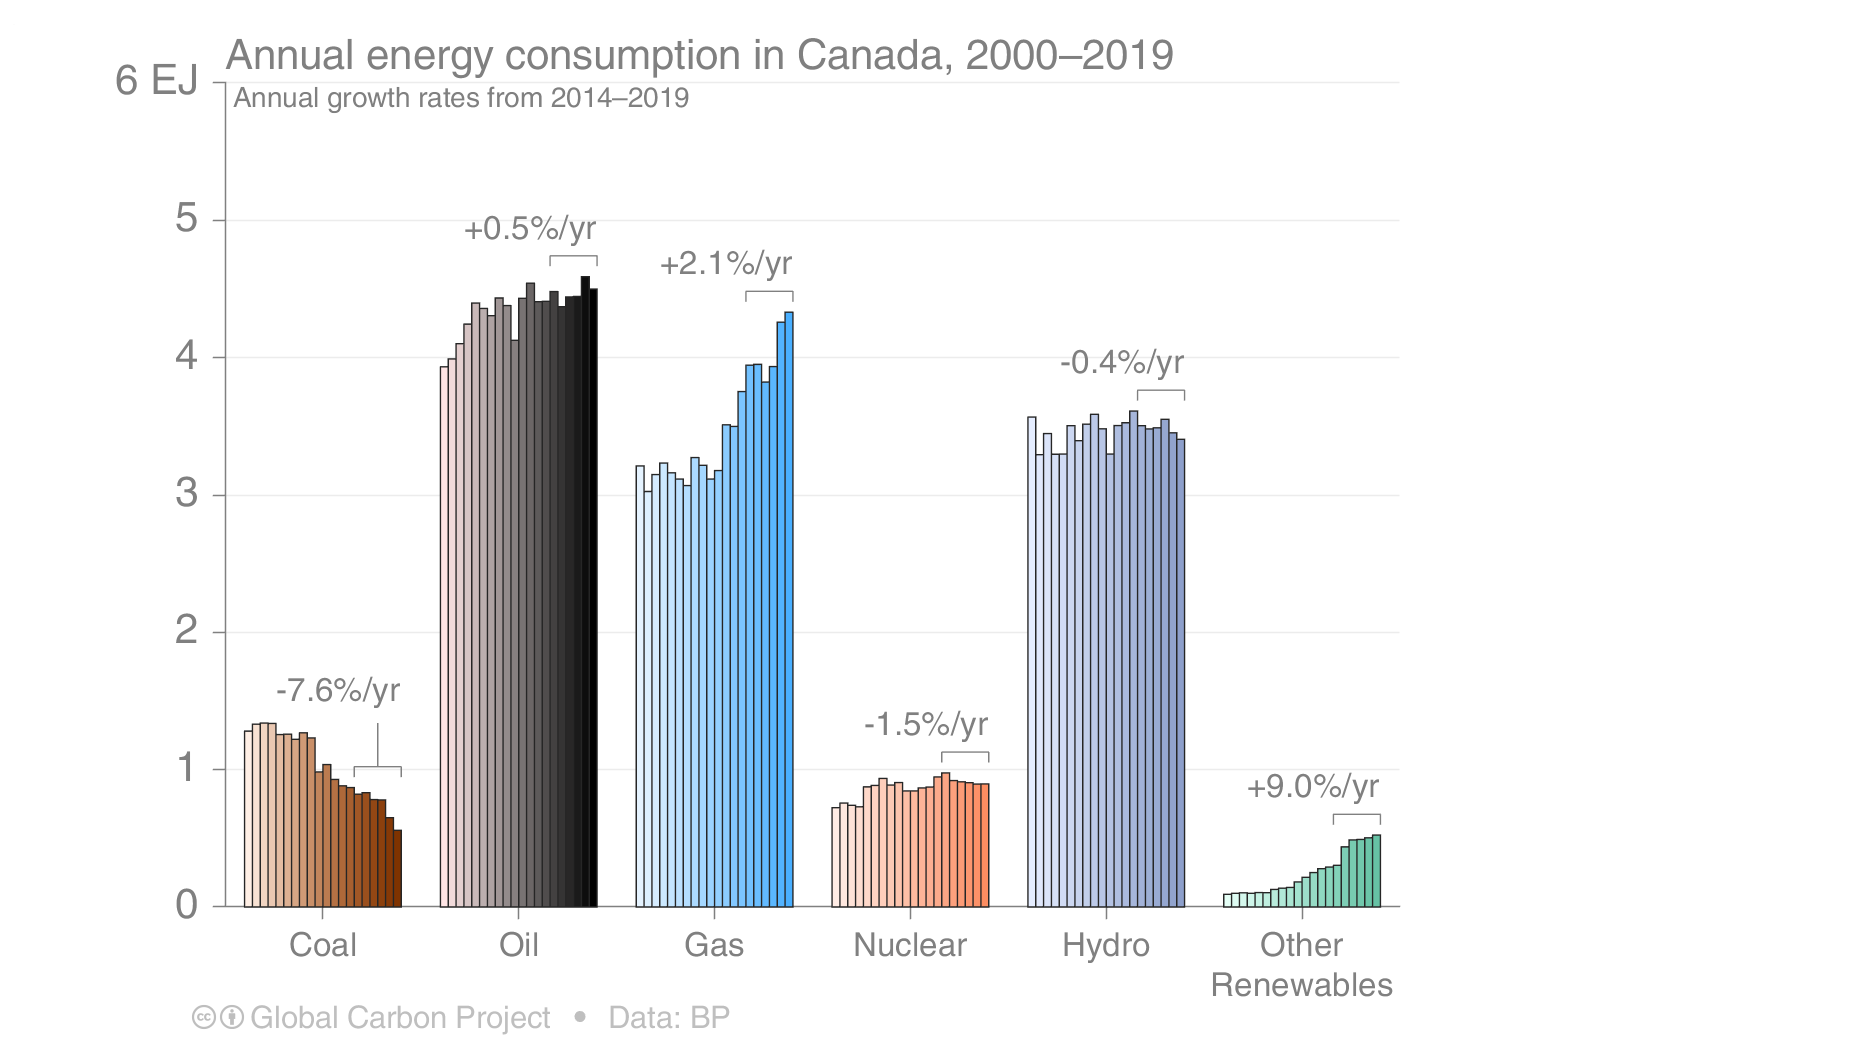 Annual energy consumption in Canada, 2000–2019
Annual growth rates from 2014–2019
6 EJ
5
4
3
2
1
0
-7.6%/yr
+0.5%/yr
+2.1%/yr
-1.5%/yr
-0.4%/yr
+9.0%/yr
Coal
Oil
Gas
Nuclear
Hydro
Other
Renewables
cc Global Carbon Project • Data: BP